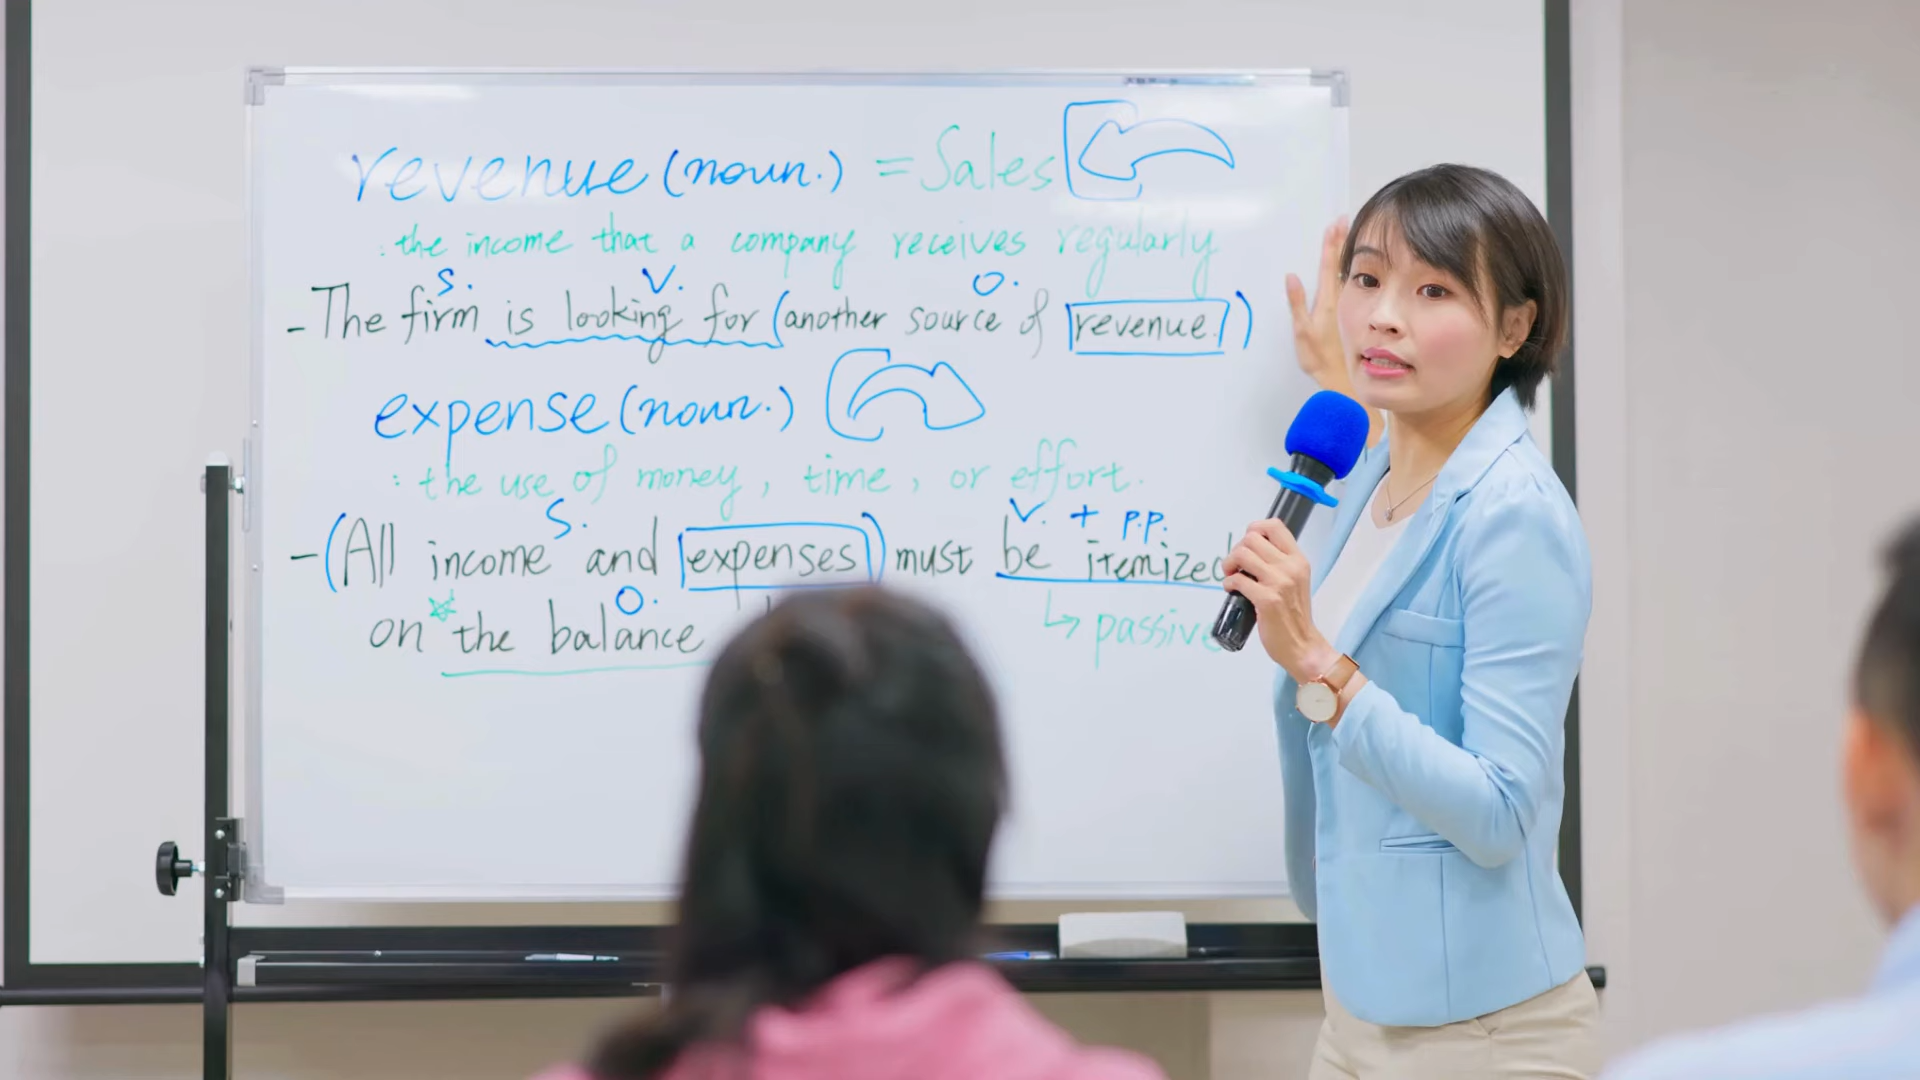 revenue (noun.) = Sales
: the income that a company receives regularly
S. V. O.
- The firm is looking for (another source of revenue.)
expense (noun.)
: the use of money, time, or effort.
S. V. + p.p.
- (All income and expenses) must be itemized
O.
on the balance
↳ passive